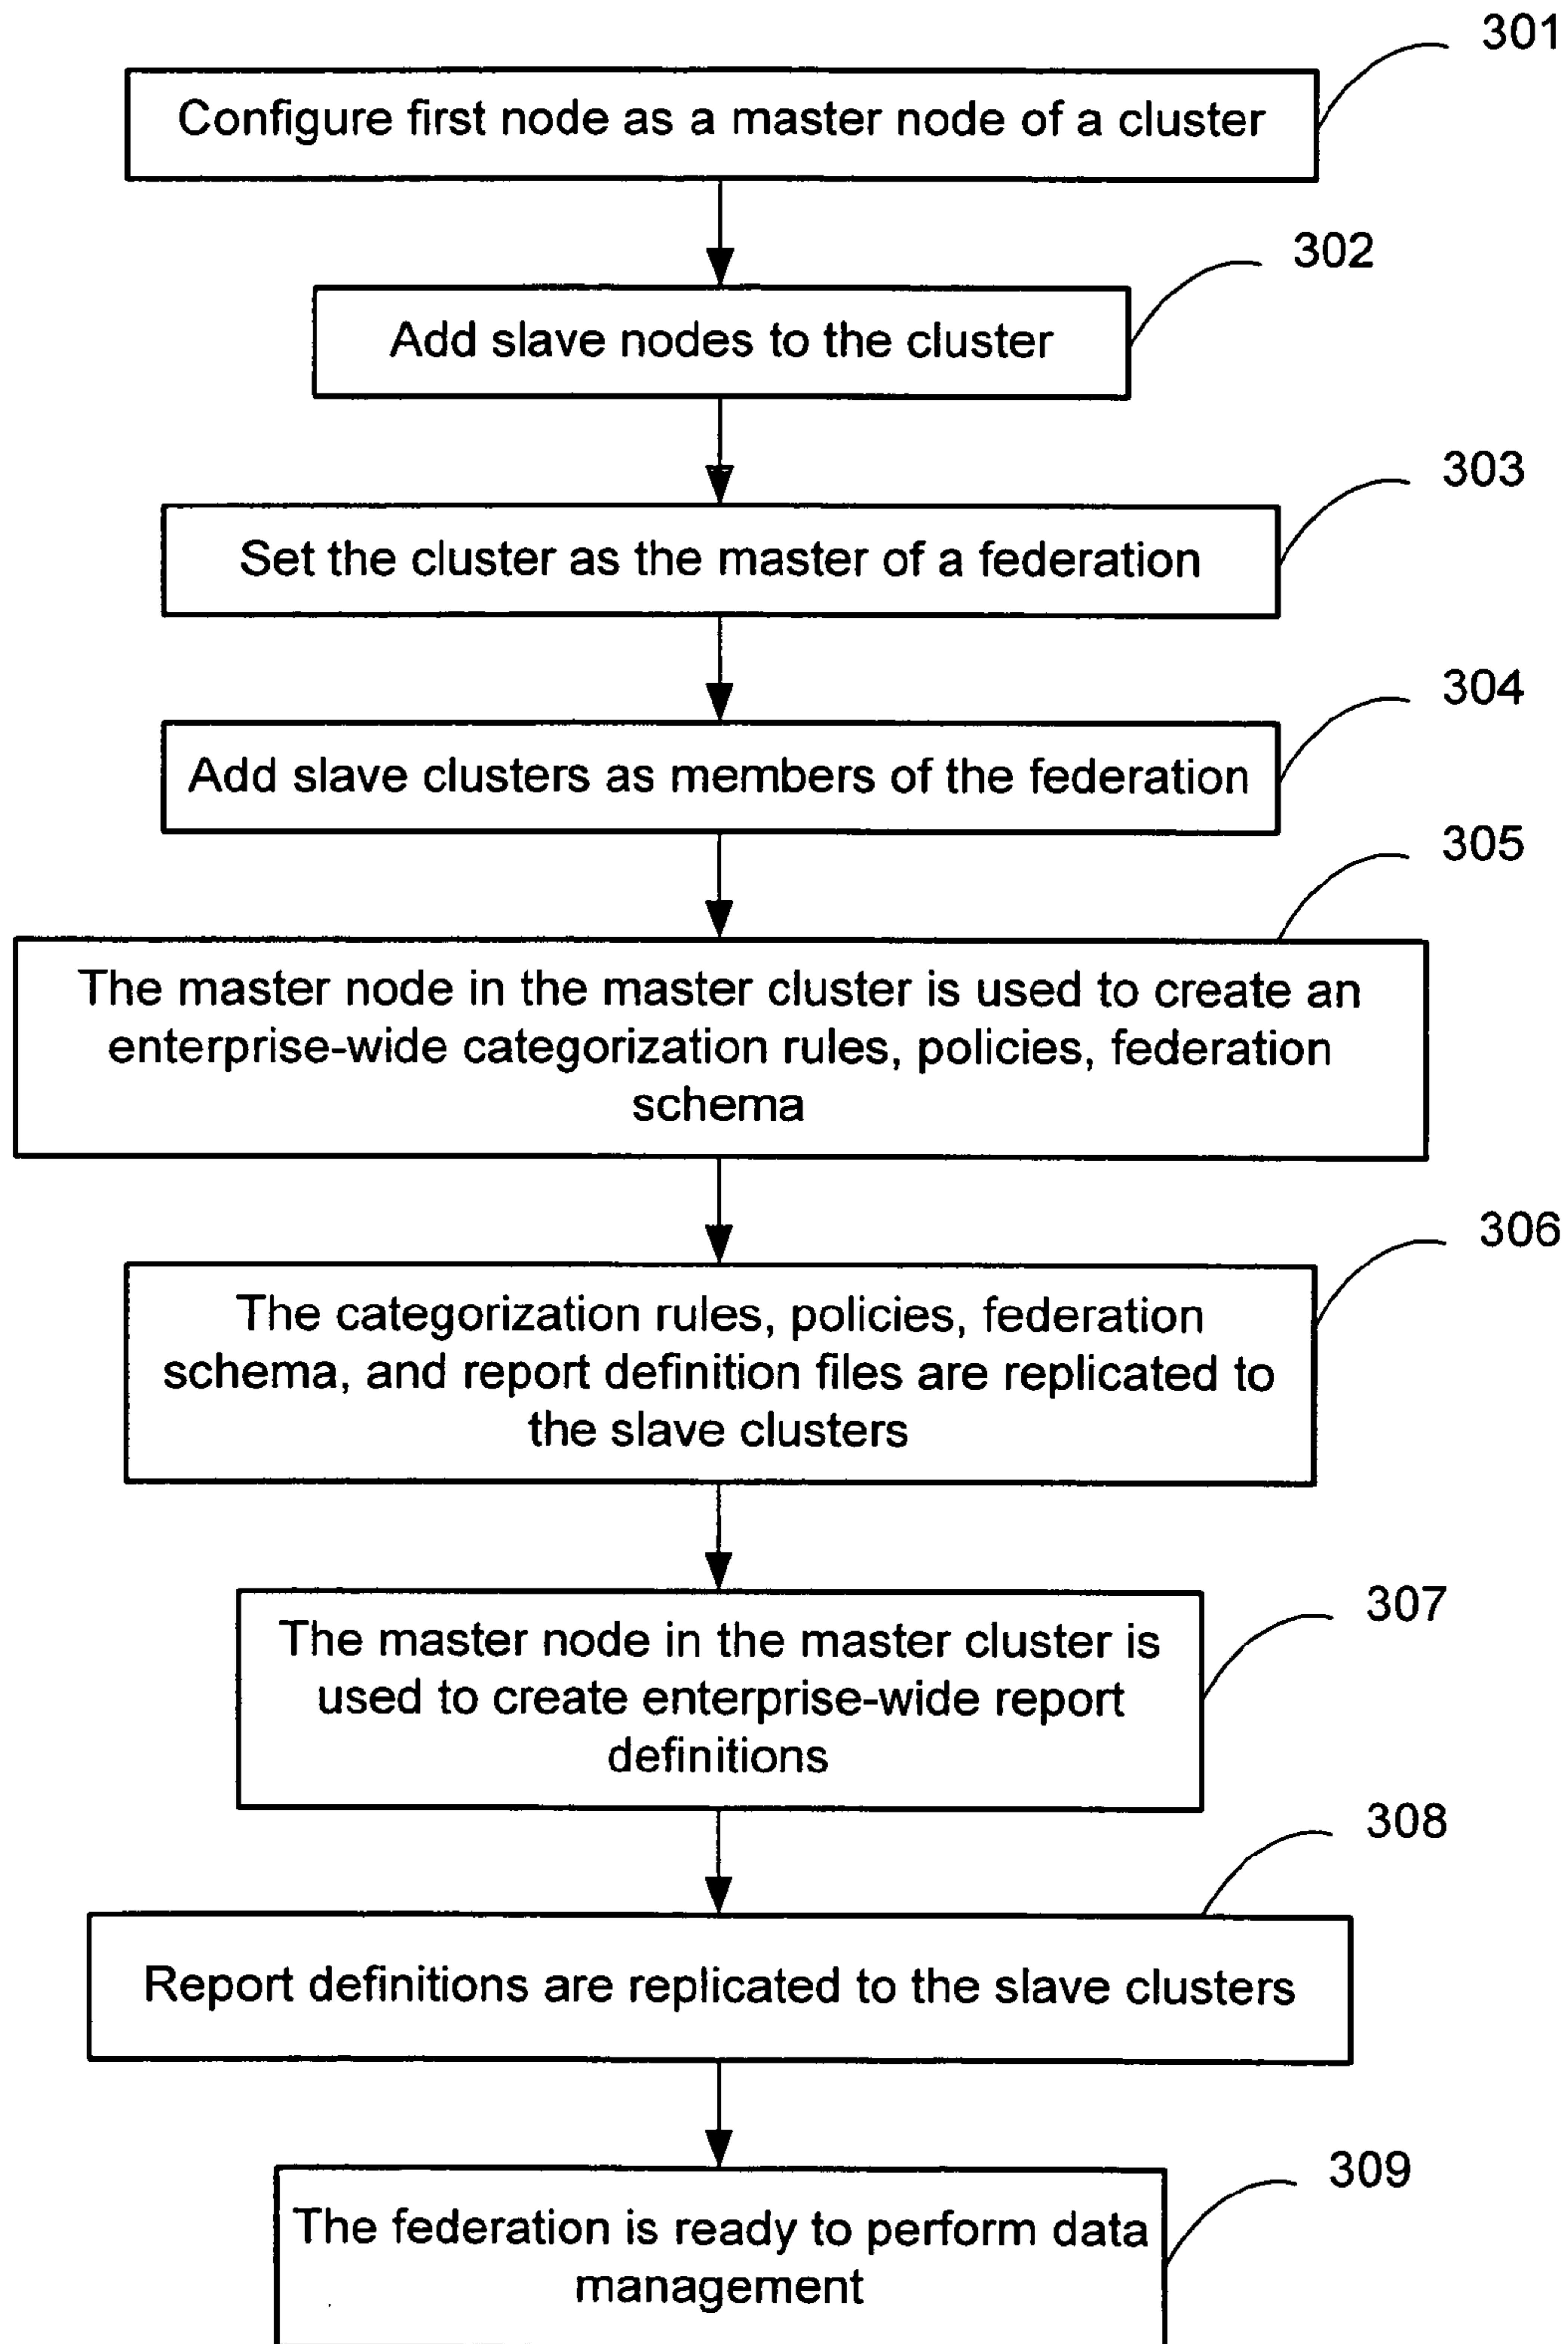 301
Configure first node as a master node of a cluster
302
Add slave nodes to the cluster
303
Set the cluster as the master of a federation
304
Add slave clusters as members of the federation
305
The master node in the master cluster is used to create an
enterprise-wide categorization rules, policies, federation
schema
306
The categorization rules, policies, federation
schema, and report definition files are replicated to
the slave clusters
307
The master node in the master cluster is
used to create enterprise-wide report
definitions
308
Report definitions are replicated to the slave clusters
309
The federation is ready to perform data
management